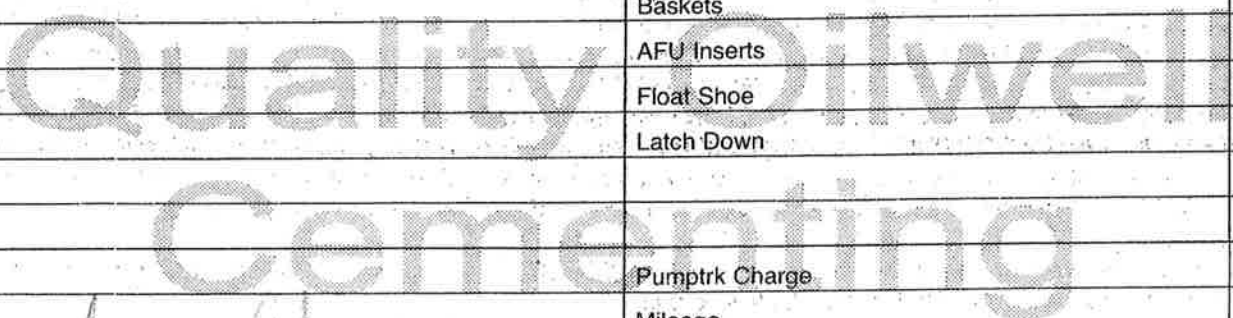 Baskets
AFU Inserts
Float Shoe
Latch Down
Quality Oilwell
Cementing
Pumptrk Charge
Mileage